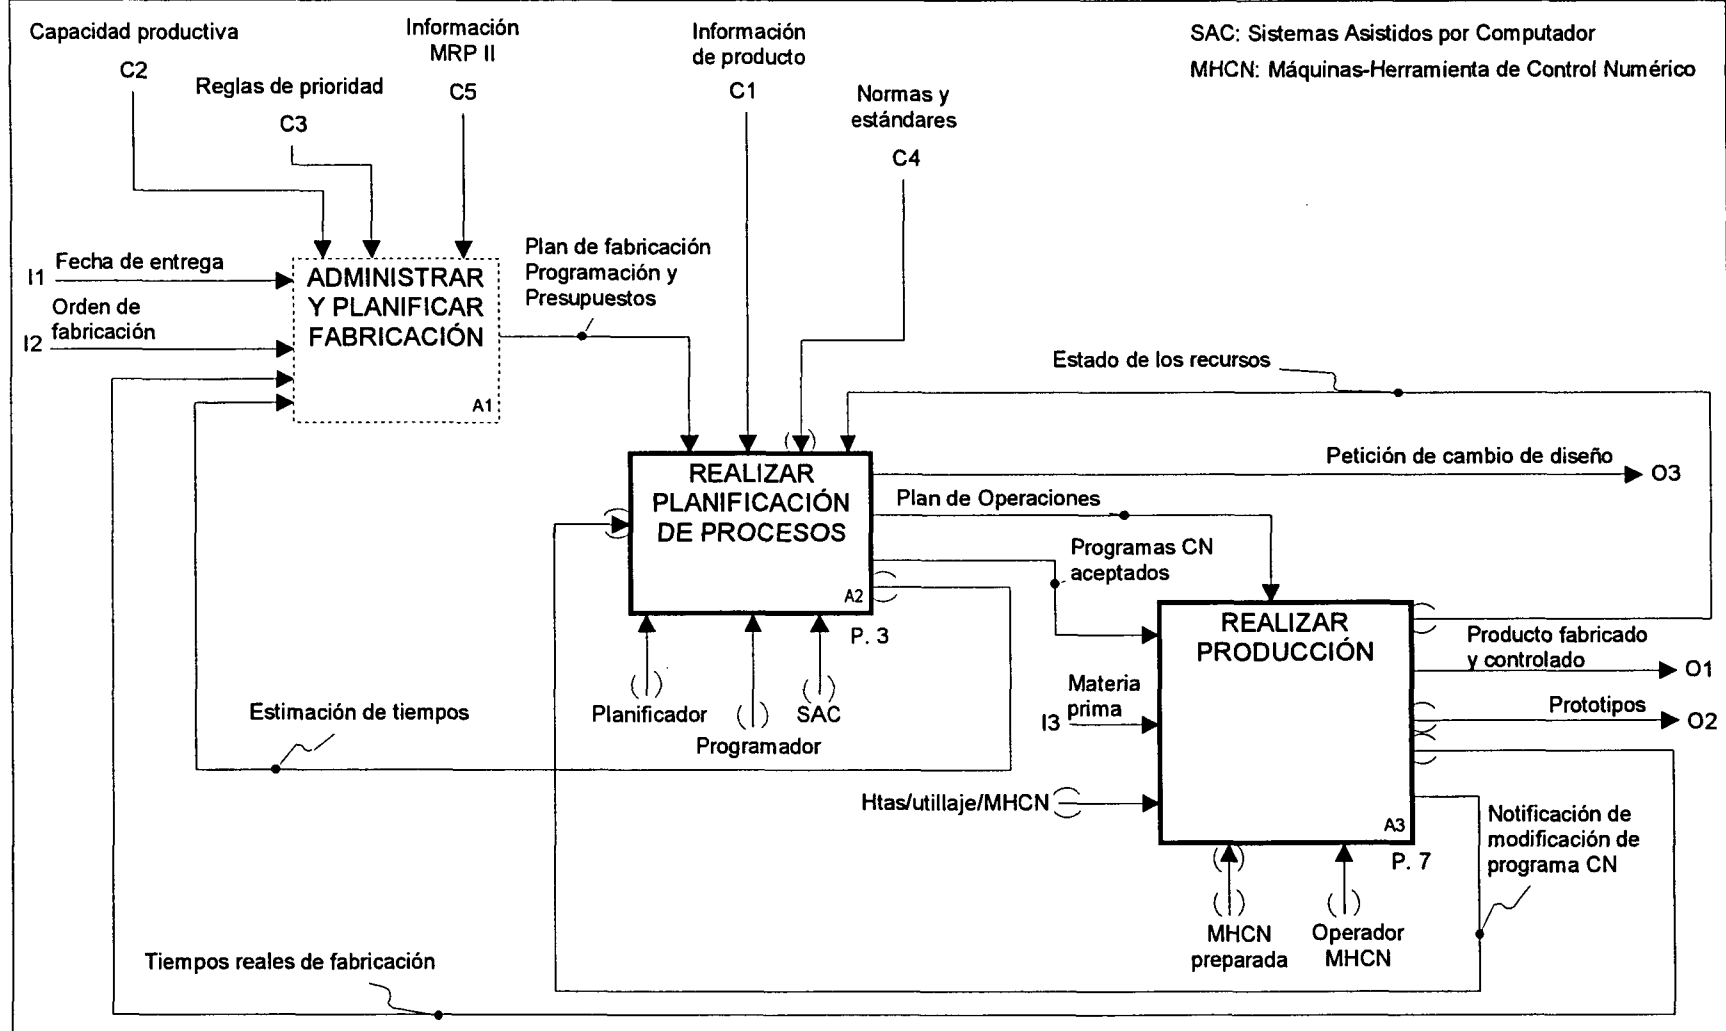 Capacidad productiva
C2
Reglas de prioridad
C3
Información
MRP II
C5
Información
de producto
C1
Normas y
estándares
C4
SAC: Sistemas Asistidos por Computador
MHCN: Máquinas-Herramienta de Control Numérico
I1
Fecha de entrega
Orden de
fabricación
I2
ADMINISTRAR
Y PLANIFICAR
FABRICACIÓN
A1
Plan de fabricación
Programación y
Presupuestos
Estado de los recursos
REALIZAR
PLANIFICACIÓN
DE PROCESOS
A2
P. 3
Petición de cambio de diseño
O3
Plan de Operaciones
Programas CN
aceptados
Planificador
Programador
SAC
Estimación de tiempos
REALIZAR
PRODUCCIÓN
A3
P. 7
Producto fabricado
y controlado
O1
Prototipos
O2
Materia
prima
I3
Htas/utillaje/MHCN
MHCN
preparada
Operador
MHCN
Notificación de
modificación de
programa CN
Tiempos reales de fabricación